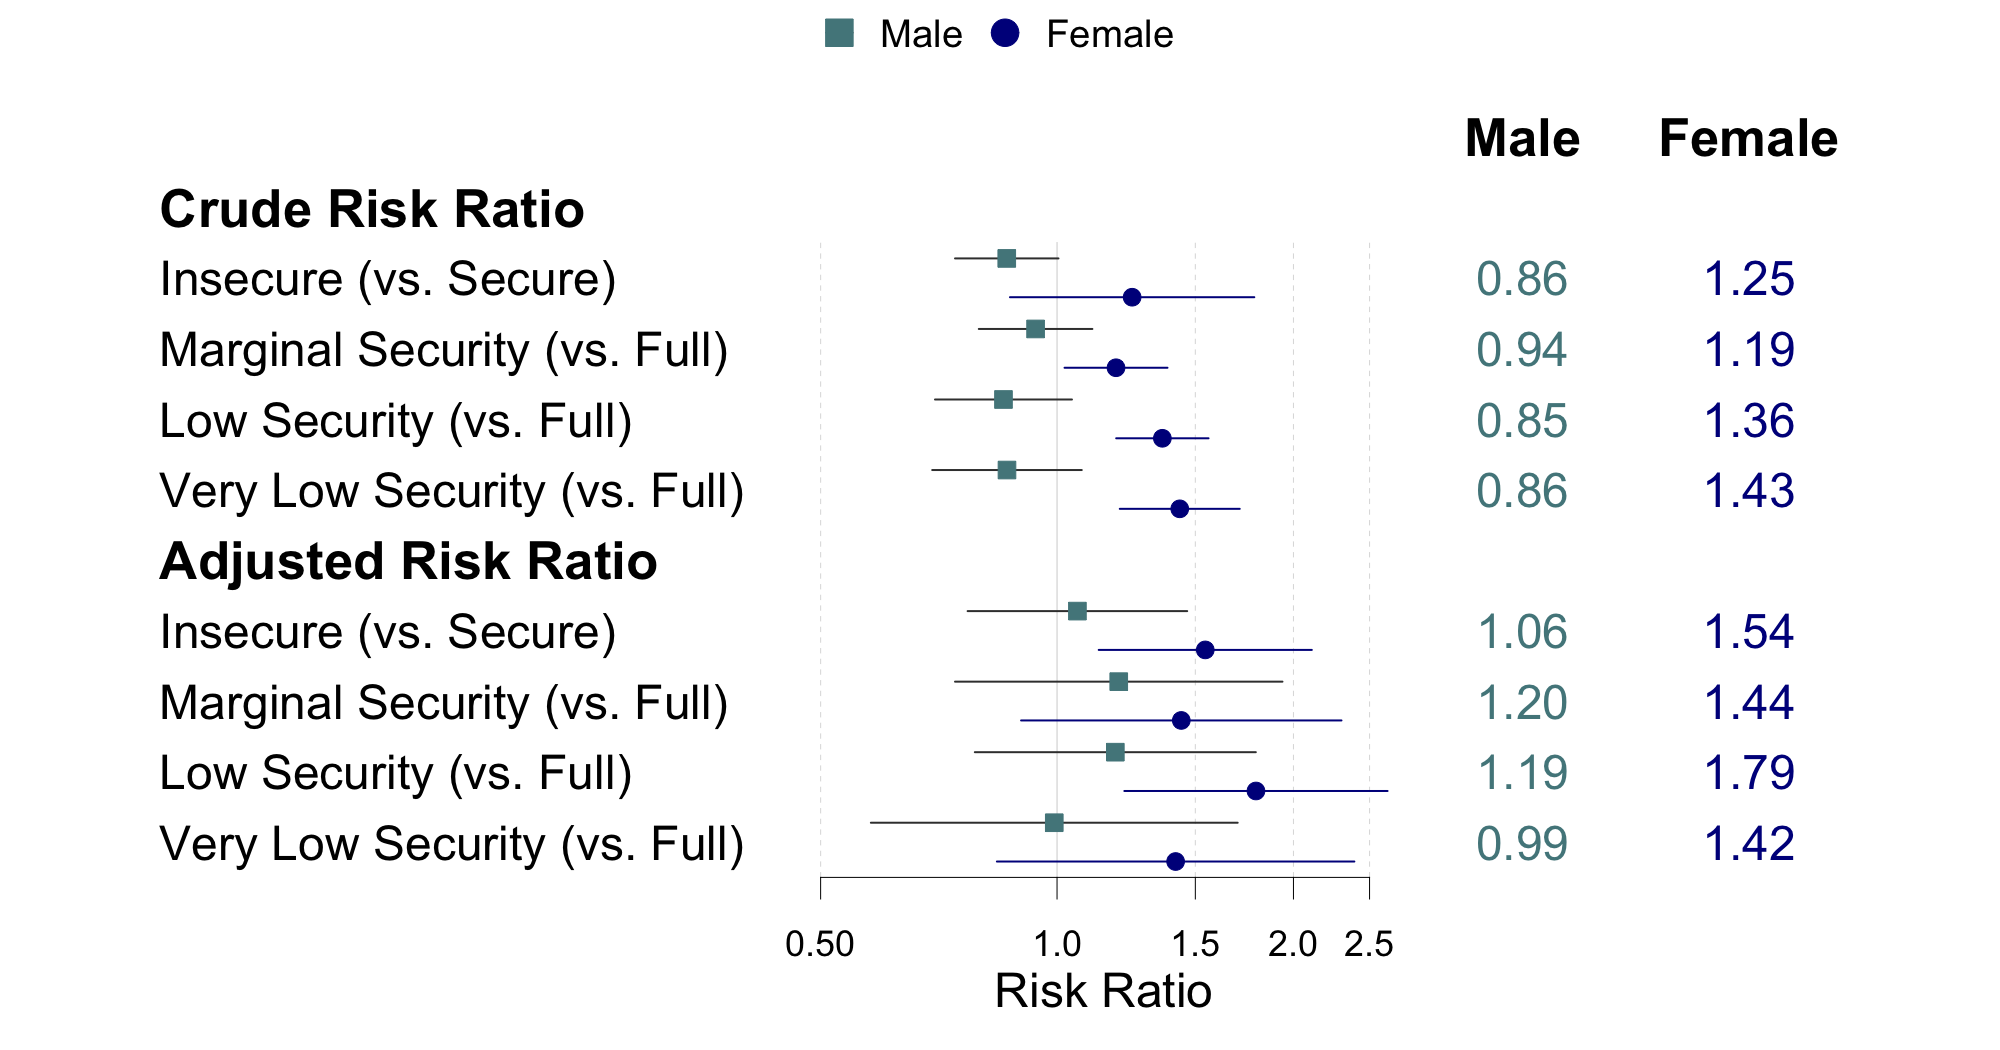 Male Female
Male Female
Crude Risk Ratio
Insecure (vs. Secure) 0.86 1.25
Marginal Security (vs. Full) 0.94 1.19
Low Security (vs. Full) 0.85 1.36
Very Low Security (vs. Full) 0.86 1.43
Adjusted Risk Ratio
Insecure (vs. Secure) 1.06 1.54
Marginal Security (vs. Full) 1.20 1.44
Low Security (vs. Full) 1.19 1.79
Very Low Security (vs. Full) 0.99 1.42
0.50 1.0 1.5 2.0 2.5
Risk Ratio